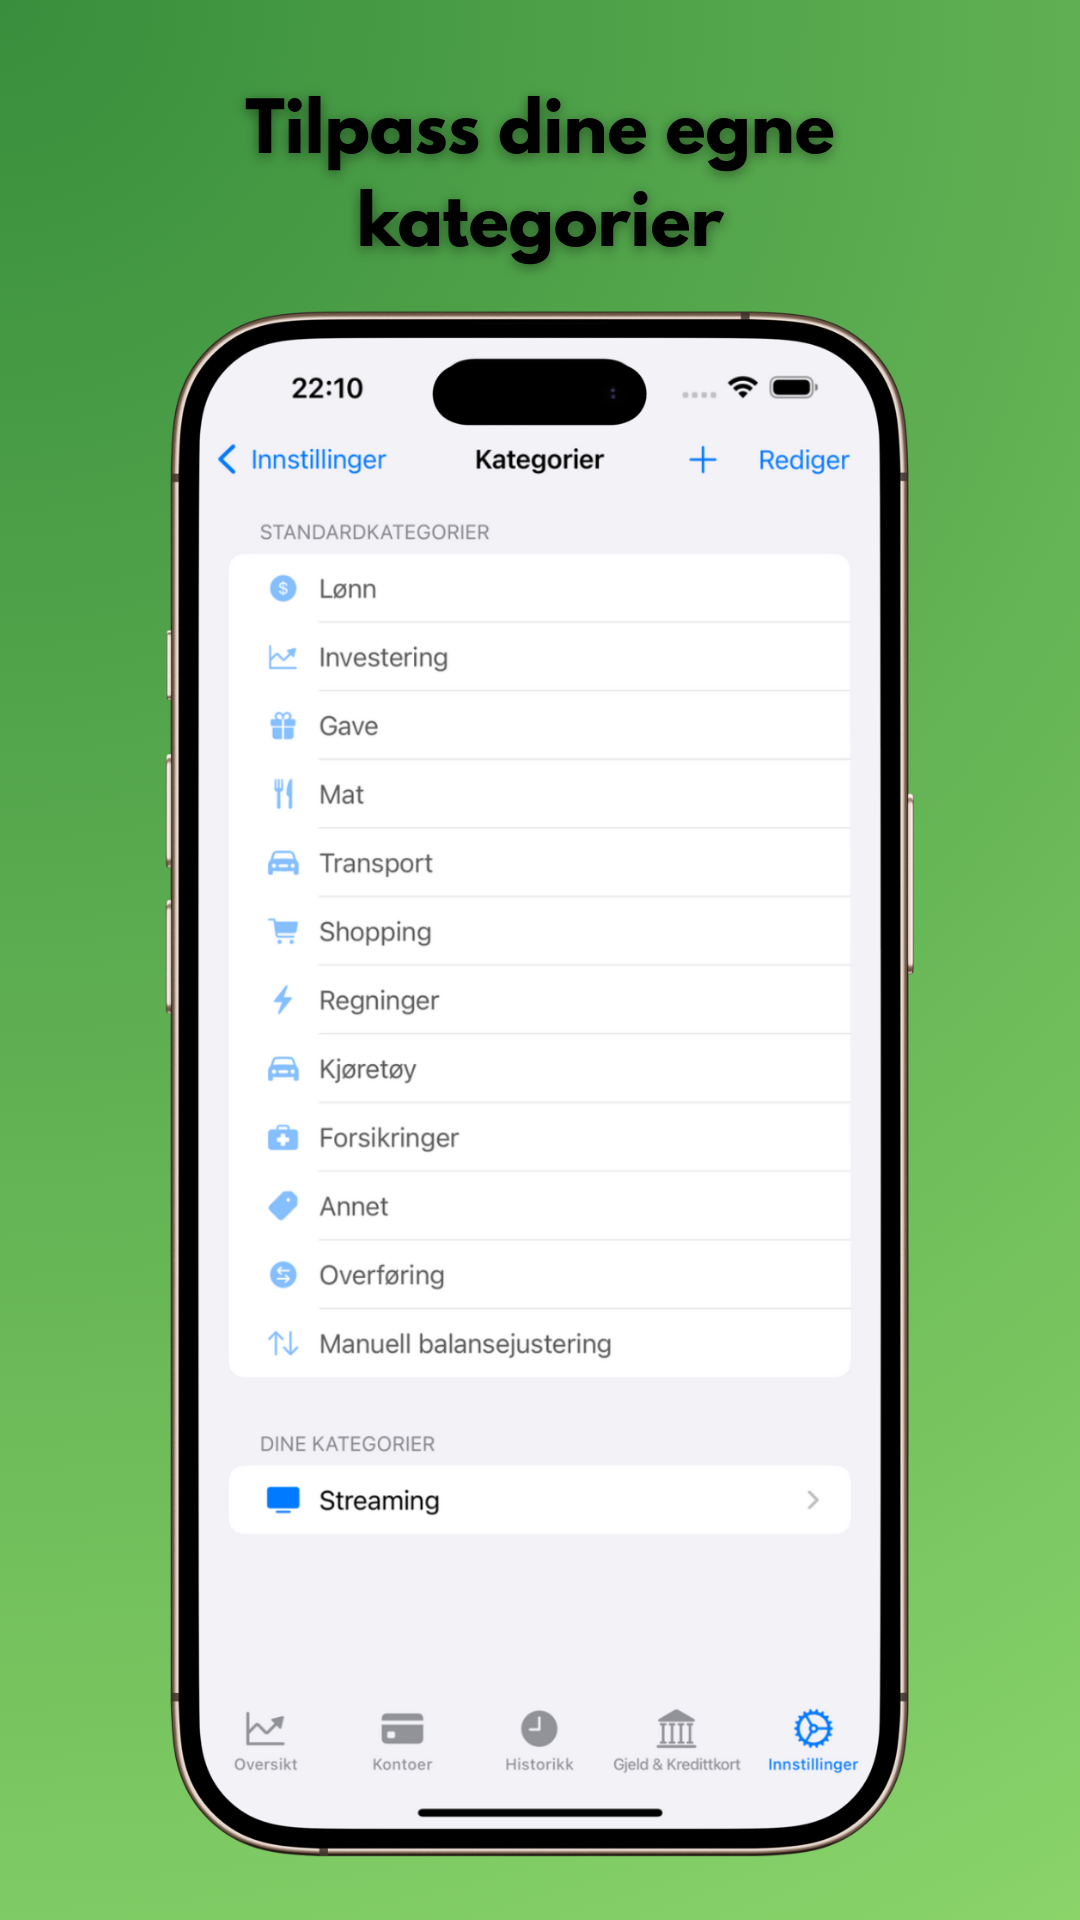 Tilpass dine egne
kategorier
22:10
Innstillinger
Kategorier
Rediger
STANDARDKATEGORIER
Lønn
Investering
Gave
Mat
Transport
Shopping
Regninger
Kjøretøy
Forsikringer
Annet
Overføring
Manuell balansejustering
DINE KATEGORIER
Streaming
Oversikt
Kontoer
Historikk
Gjeld & Kredittkort
Innstillinger